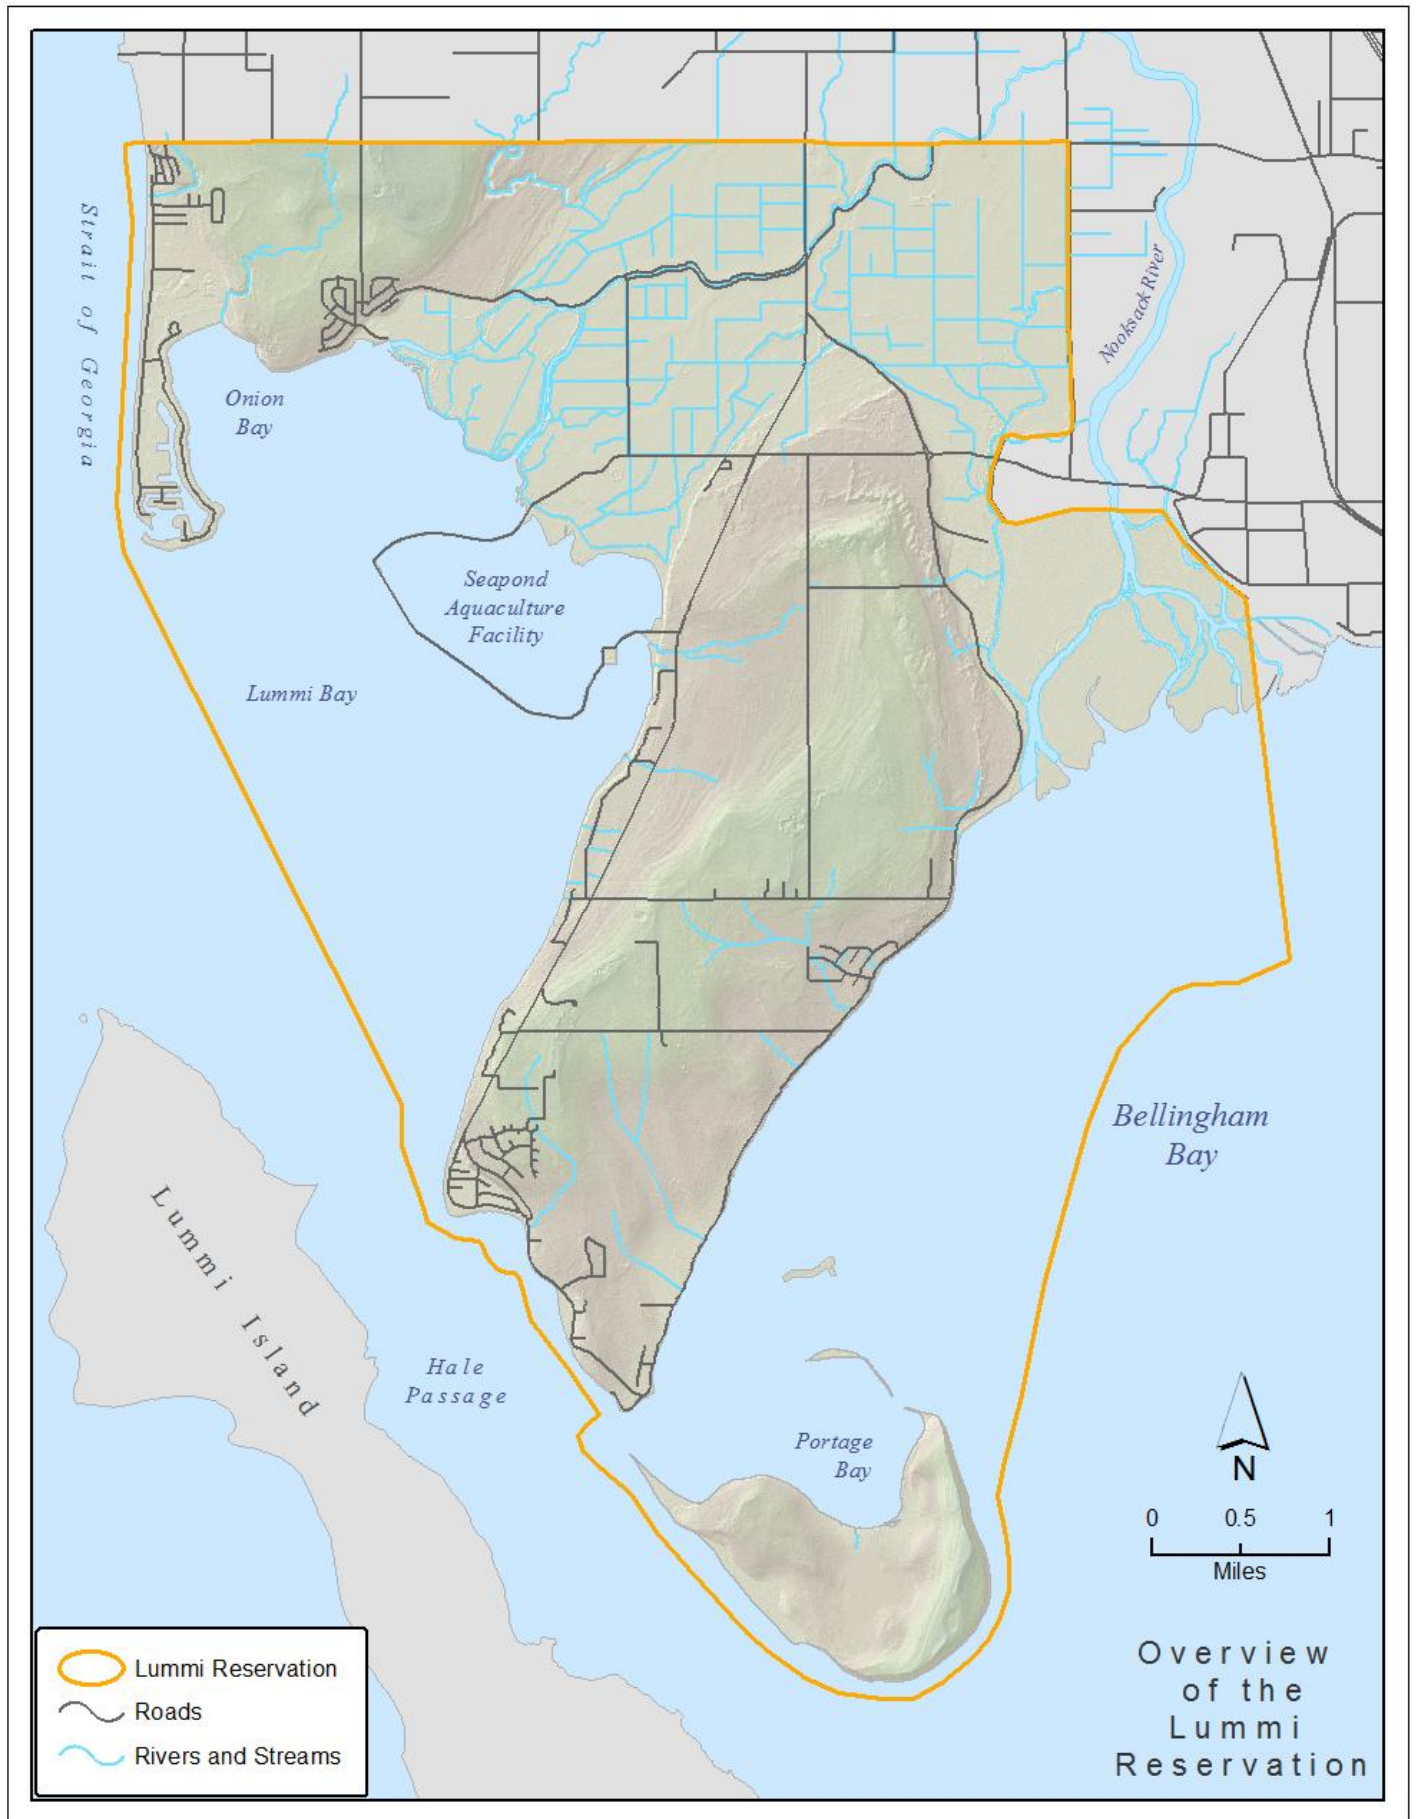 Strait of Georgia
Nooksack River
Onion
Bay
Seapond
Aquaculture
Facility
Lummi Bay
Bellingham
Bay
Lummi Island
Hale
Passage
Portage
Bay
N
0 0.5 1
Miles
Lummi Reservation
Roads
Rivers and Streams
Overview
of the
Lummi
Reservation